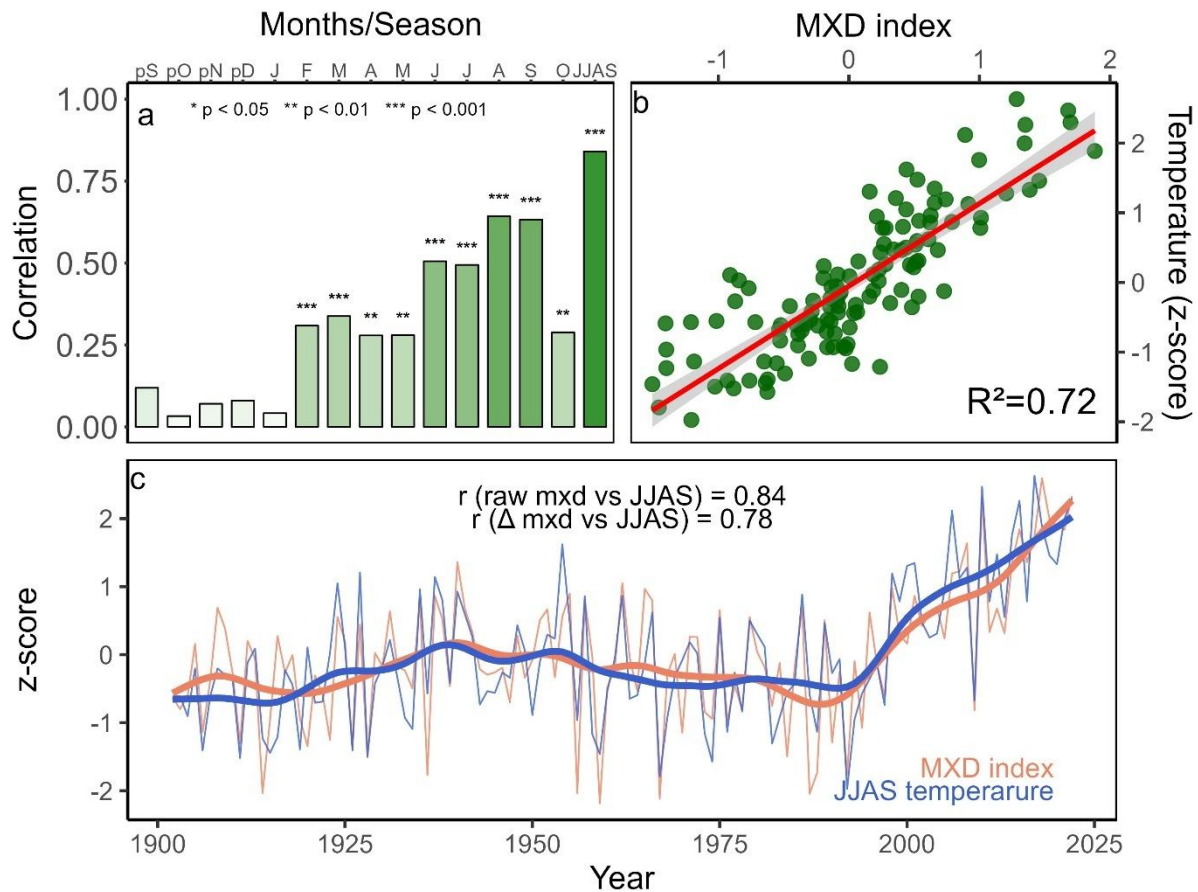 Months/Season
pS pO pN pD J F M A M J J A S O JJAS
a
* p < 0.05 ** p < 0.01 *** p < 0.001
Correlation
1.00
0.75
0.50
0.25
0.00
*** *** ** ** *** *** *** *** ** ***
MXD index
-1 0 1 2
b
Temperature (z-score)
2
1
0
-1
-2
R²=0.72
c
r (raw mxd vs JJAS) = 0.84
r (Δ mxd vs JJAS) = 0.78
z-score
2
1
0
-1
-2
MXD index
JJAS temperarure
1900 1925 1950 1975 2000 2025
Year